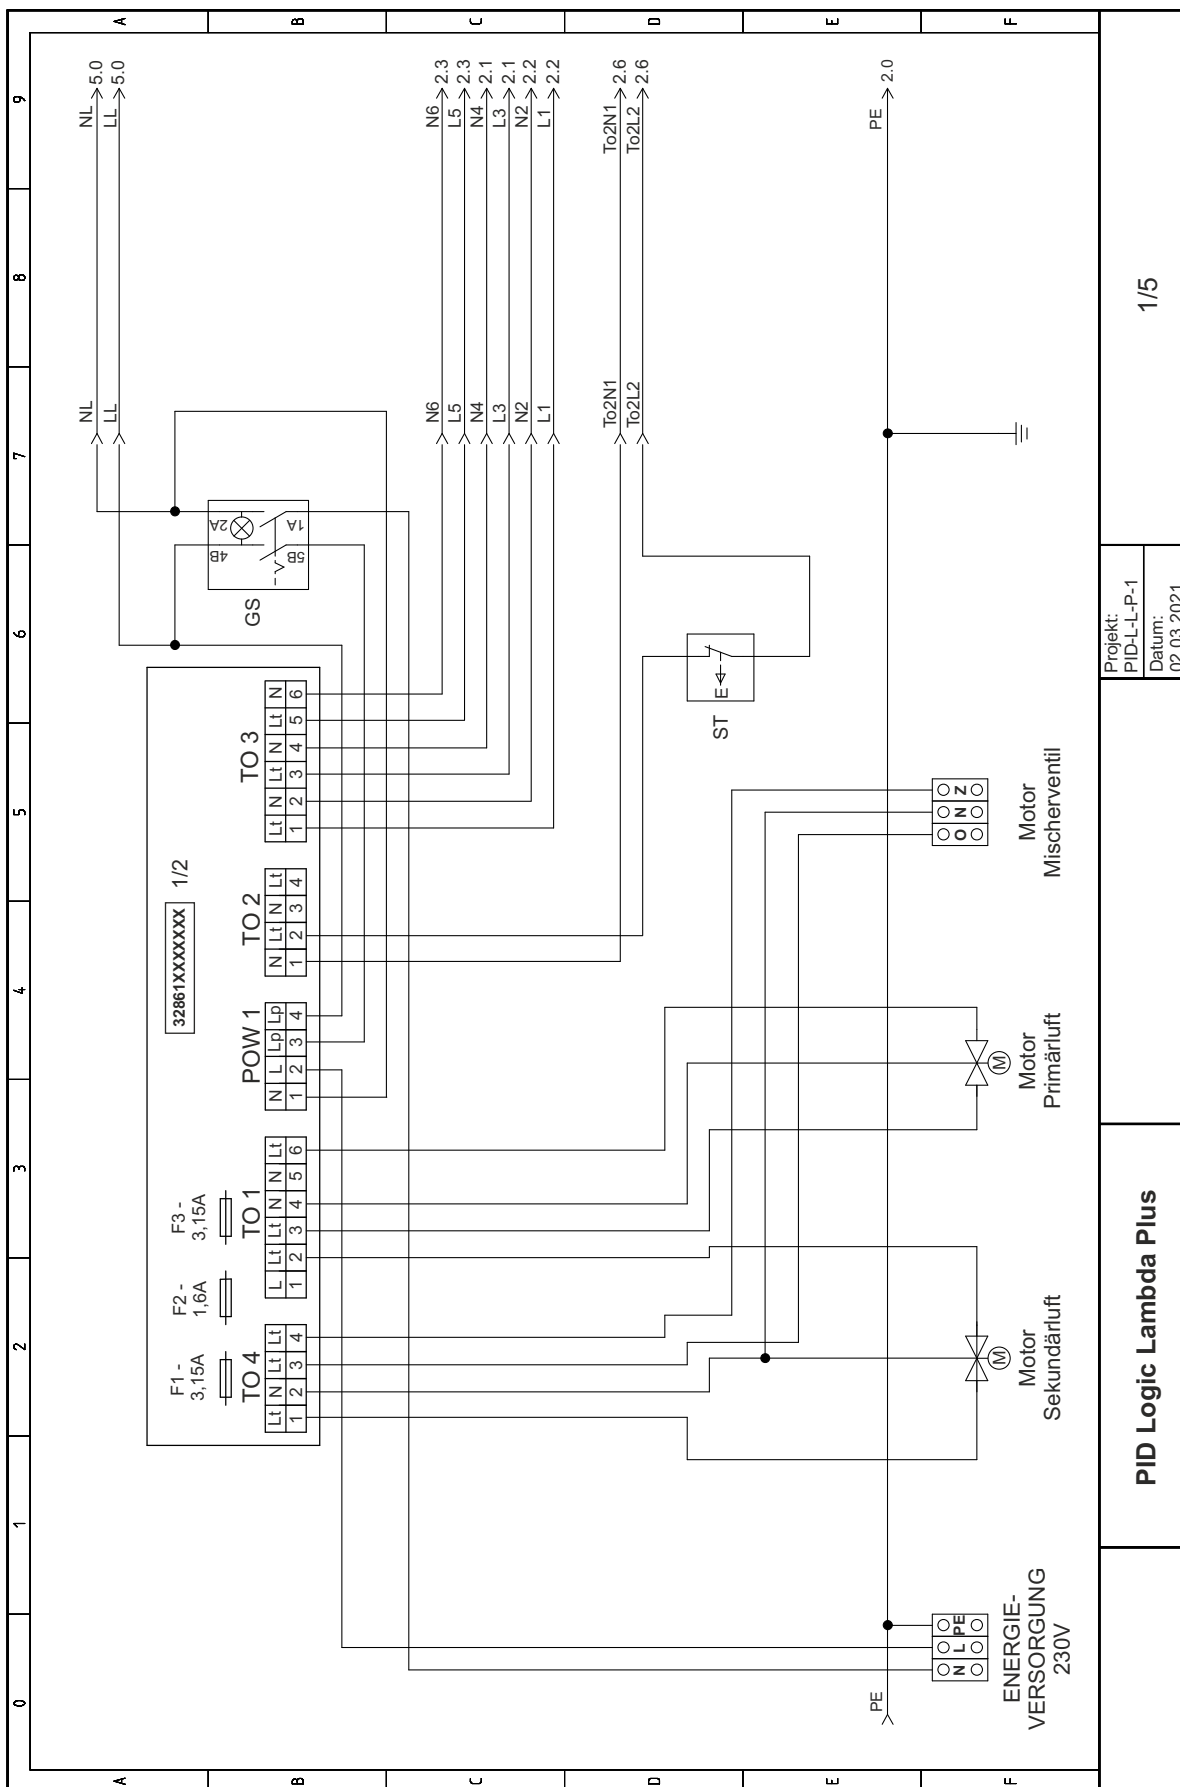 0 1 2 3 4 5 6 7 8 9
A A
B B
C C
D D
E E
F F
32861XXXXXXX 1/2
F1 -
3,15A
F2 -
1,6A
F3 -
3,15A
TO 4
Lt N Lt Lt
1 2 3 4
TO 1
L Lt Lt N N Lt
1 2 3 4 5 6
POW 1
N L Lp Lp
1 2 3 4
TO 2
N Lt N Lt
1 2 3 4
TO 3
Lt N Lt N Lt N
1 2 3 4 5 6
GS
4B 2A
5B 1A
NL NL 5.0
LL LL 5.0
N6 N6 2.3
L5 L5 2.3
N4 N4 2.1
L3 L3 2.1
N2 N2 2.2
L1 L1 2.2
To2N1 To2N1 2.6
To2L2 To2L2 2.6
ST
E
PE PE 2.0
N L PE
ENERGIE-
VERSORGUNG
230V
M
Motor
Sekundärluft
M
Motor
Primärluft
O N Z
Motor
Mischerventil
PID Logic Lambda Plus
Projekt:
PID-L-L-P-1
Datum:
02.03.2021
1/5